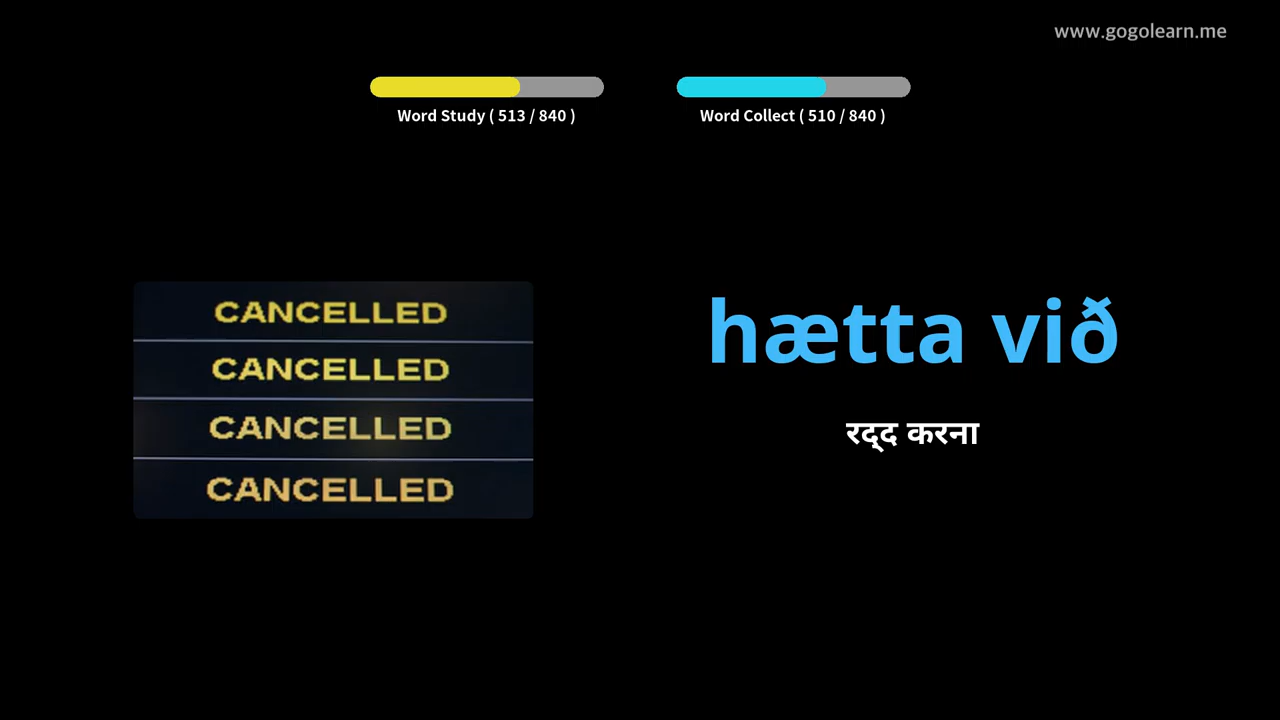 www.gogolearn.me
Word Study ( 513 / 840 )
Word Collect ( 510 / 840 )
CANCELLED
CANCELLED
CANCELLED
CANCELLED
hætta við
रद्द करना